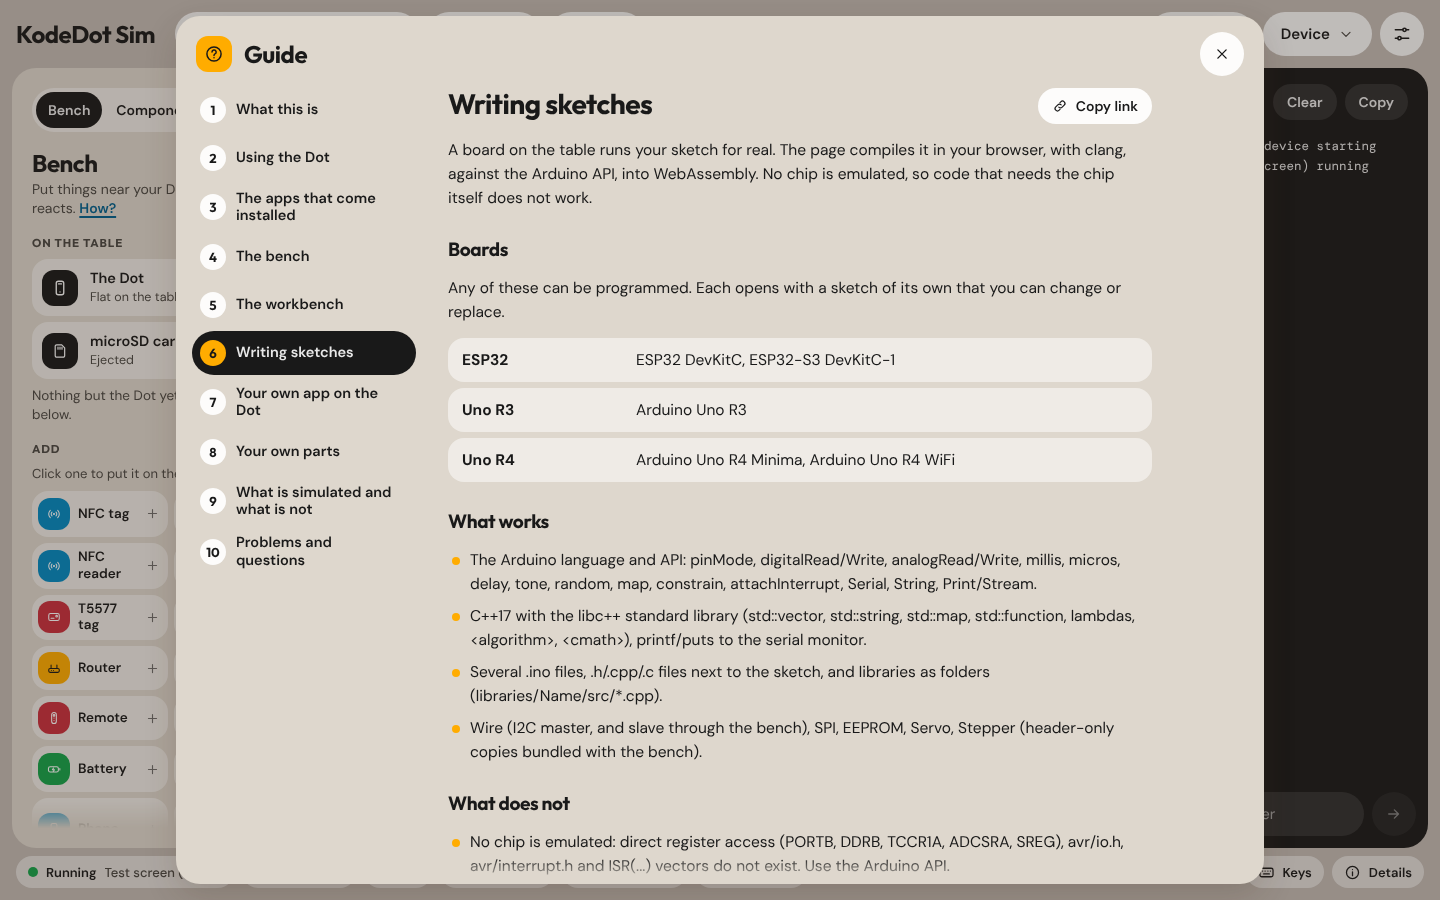 KodeDot Sim
Device
Guide
Bench
Compone
Bench
Put things near your D
reacts. How?
ON THE TABLE
The Dot
Flat on the tabl
microSD car
Ejected
Nothing but the Dot yet
below.
ADD
Click one to put it on the
NFC tag
NFC
reader
T5577
tag
Router
Remote
Battery
1 What this is
2 Using the Dot
3 The apps that come
installed
4 The bench
5 The workbench
6 Writing sketches
7 Your own app on the
Dot
8 Your own parts
9 What is simulated and
what is not
10 Problems and
questions
Writing sketches
Copy link
A board on the table runs your sketch for real. The page compiles it in your browser, with clang,
against the Arduino API, into WebAssembly. No chip is emulated, so code that needs the chip
itself does not work.
Boards
Any of these can be programmed. Each opens with a sketch of its own that you can change or
replace.
ESP32 ESP32 DevKitC, ESP32-S3 DevKitC-1
Uno R3 Arduino Uno R3
Uno R4 Arduino Uno R4 Minima, Arduino Uno R4 WiFi
What works
The Arduino language and API: pinMode, digitalRead/Write, analogRead/Write, millis, micros,
delay, tone, random, map, constrain, attachInterrupt, Serial, String, Print/Stream.
C++17 with the libc++ standard library (std::vector, std::string, std::map, std::function, lambdas,
<algorithm>, <cmath>), printf/puts to the serial monitor.
Several .ino files, .h/.cpp/.c files next to the sketch, and libraries as folders
(libraries/Name/src/*.cpp).
Wire (I2C master, and slave through the bench), SPI, EEPROM, Servo, Stepper (header-only
copies bundled with the bench).
What does not
No chip is emulated: direct register access (PORTB, DDRB, TCCR1A, ADCSRA, SREG), avr/io.h,
avr/interrupt.h and ISR(...) vectors do not exist. Use the Arduino API.
Clear
Copy
device starting
creen) running
er
Running Test screen
Keys
Details